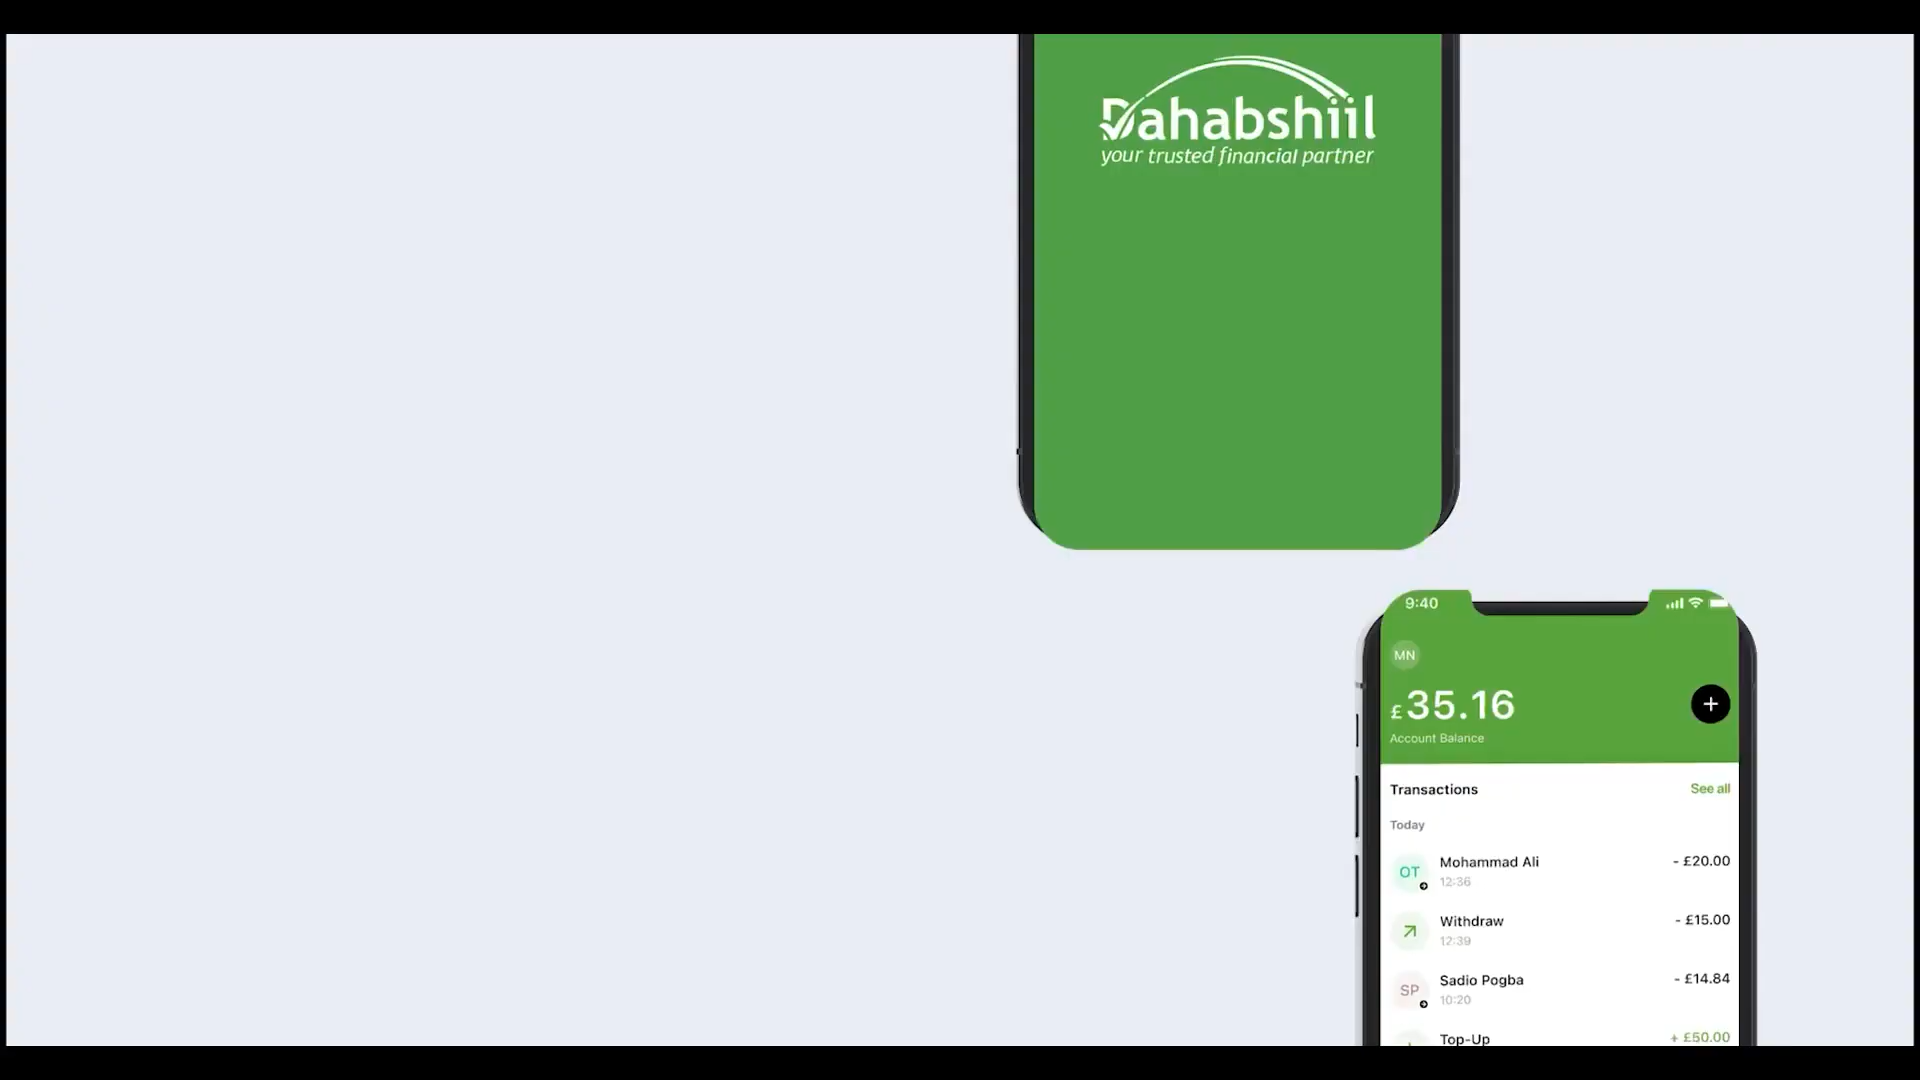 Dahabshiil
your trusted financial partner
9:40
MN
£35.16
Account Balance
Transactions See all
Today
OT Mohammad Ali - £20.00
12:36
Withdraw - £15.00
12:39
SP Sadio Pogba - £14.84
10:20
Top-Up + £50.00